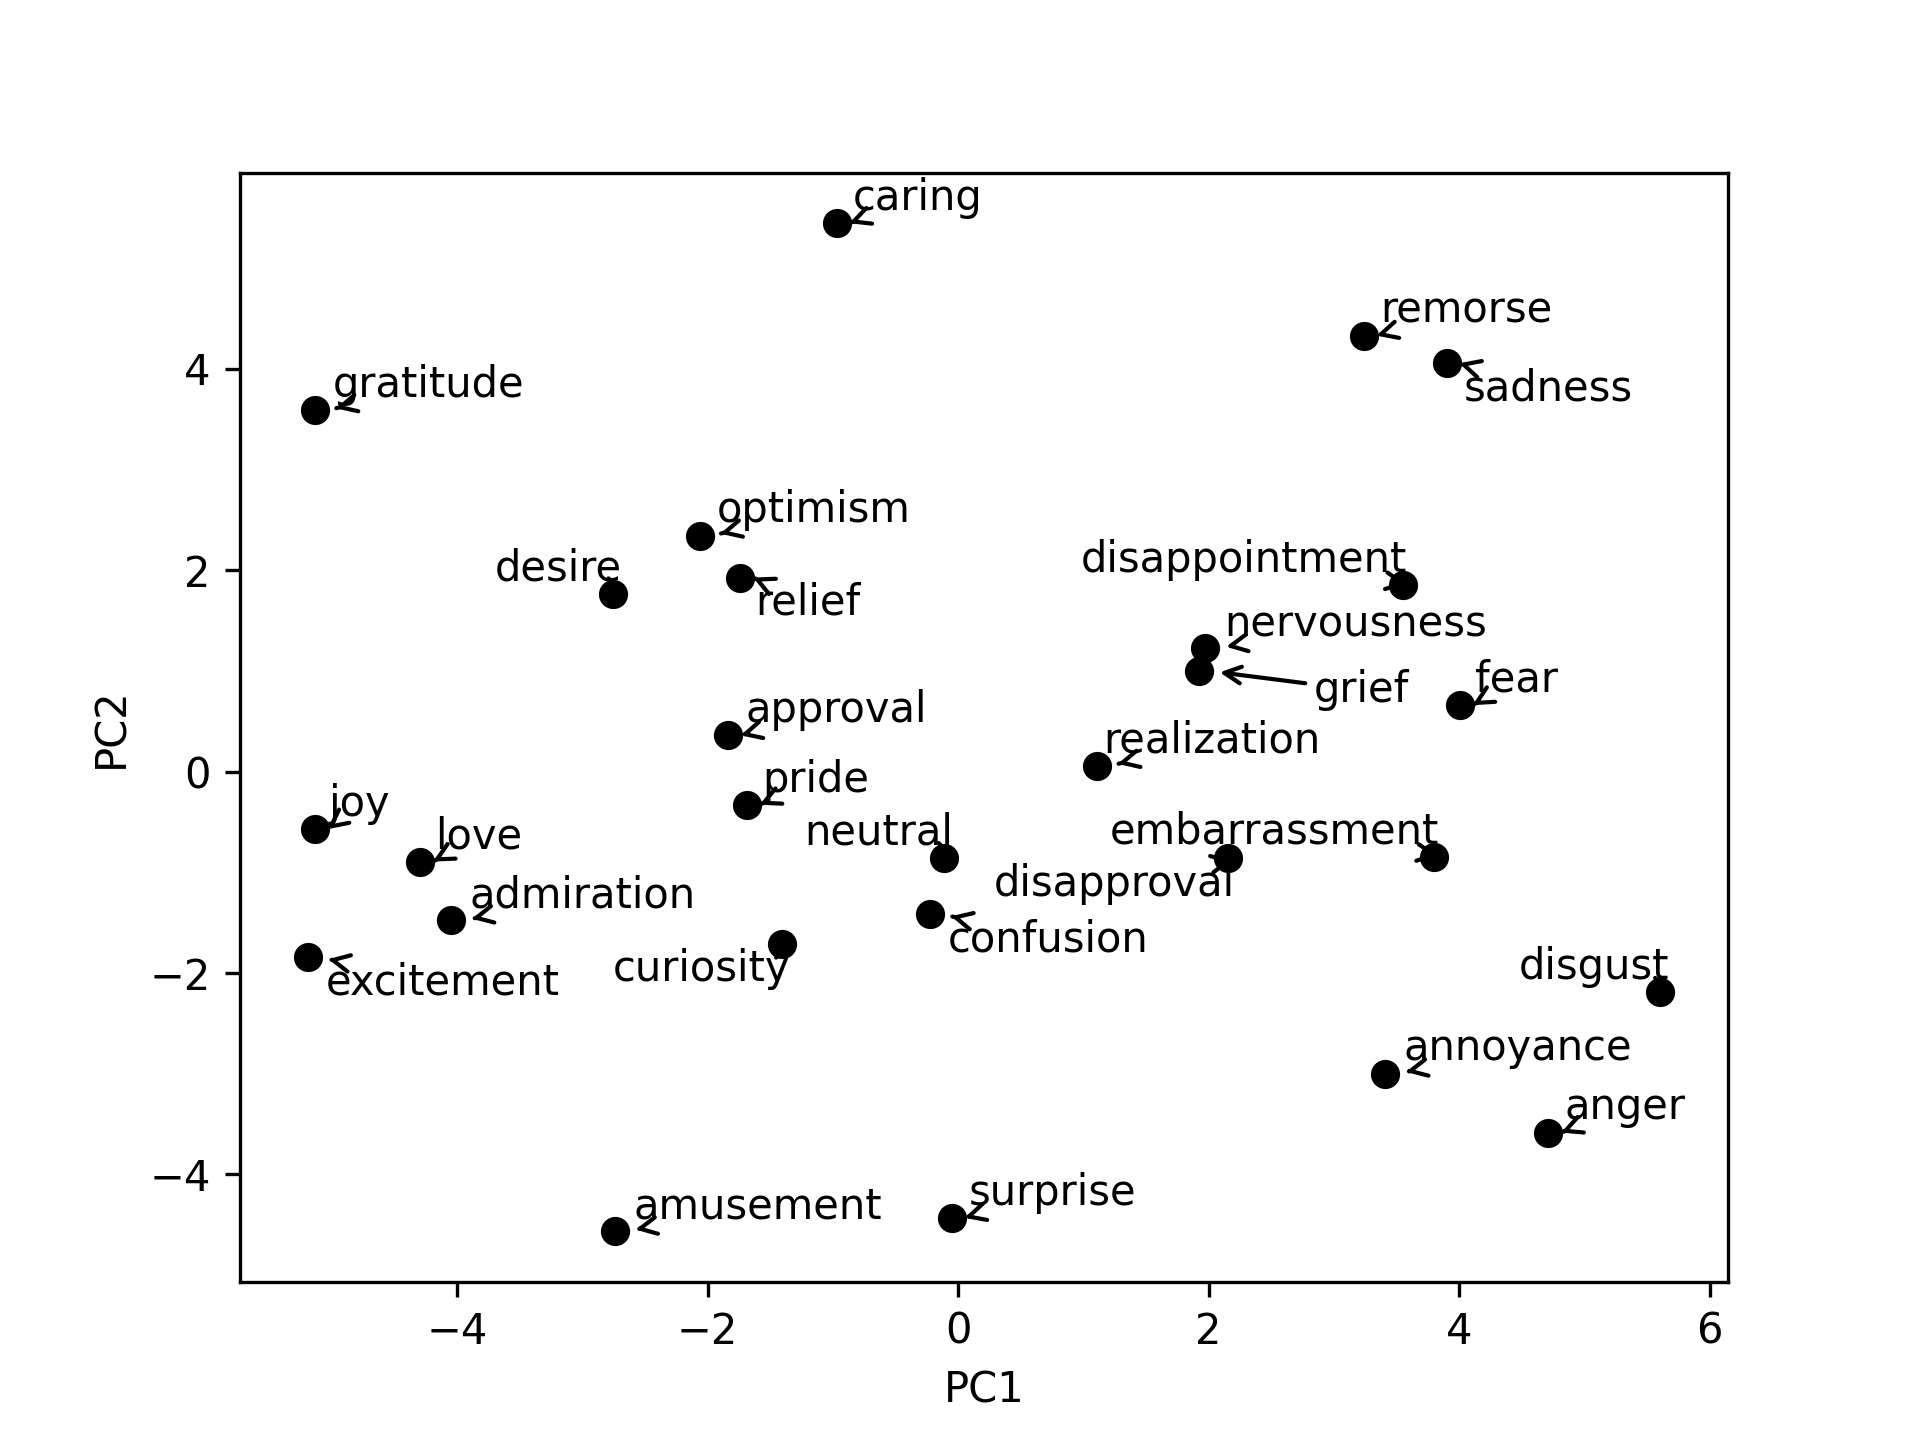 caring
remorse
sadness
4
gratitude
optimism
desire
relief
2
disappointment
nervousness
grief
fear
approval
realization
PC2
0
pride
joy
love
neutral
embarrassment
admiration
disapproval
confusion
curiosity
excitement
−2
disgust
annoyance
anger
−4
amusement
surprise
−4 −2 0 2 4 6
PC1